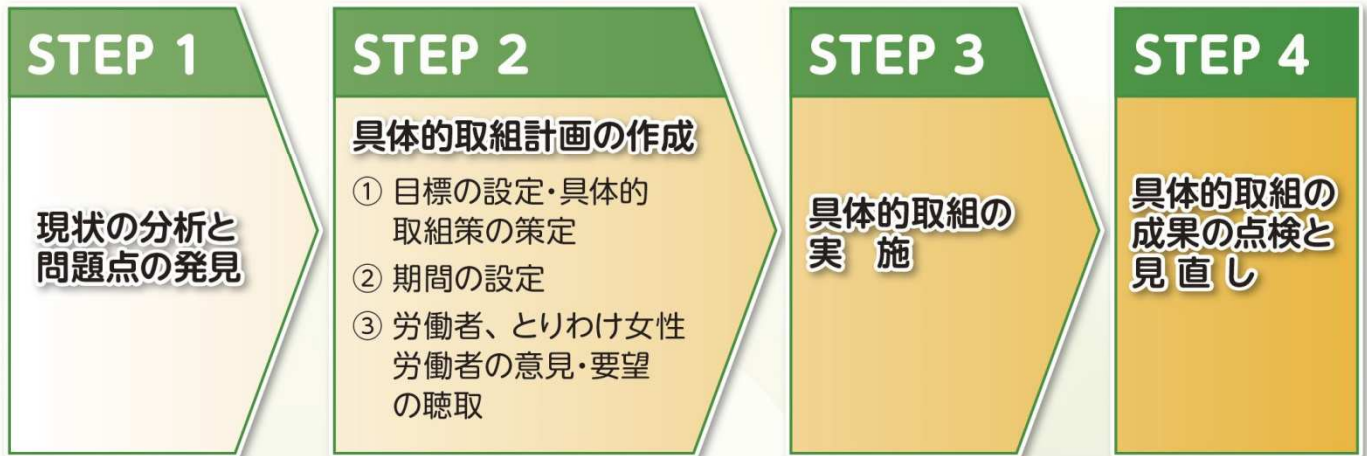 STEP 1
現状の分析と
問題点の発見
STEP 2
具体的取組計画の作成
① 目標の設定・具体的
取組策の策定
② 期間の設定
③ 労働者、とりわけ女性
労働者の意見・要望
の聴取
STEP 3
具体的取組の
実　施
STEP 4
具体的取組の
成果の点検と
見 直 し